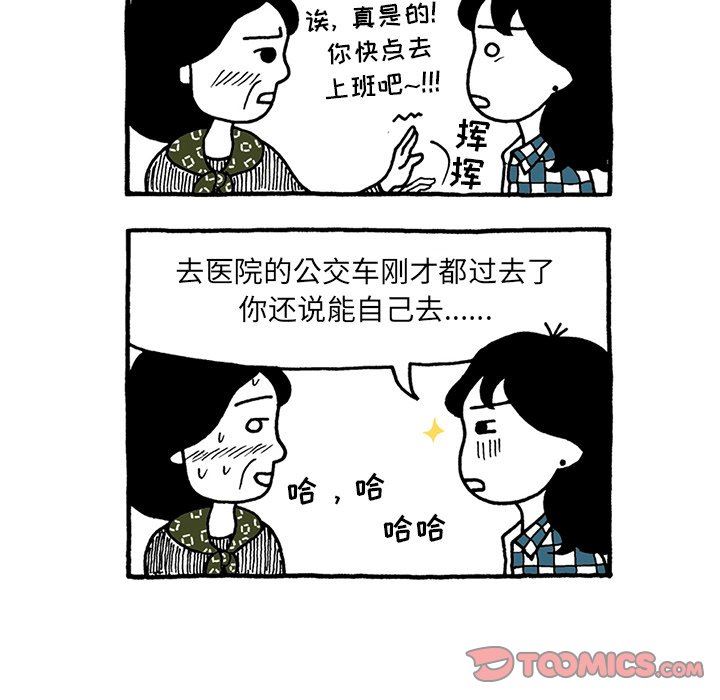 诶，真是的!
你快点去
上班吧~!!!
挥
挥
去医院的公交车刚才都过去了
你还说能自己去......
哈，哈
哈哈
TOOMICS.COM